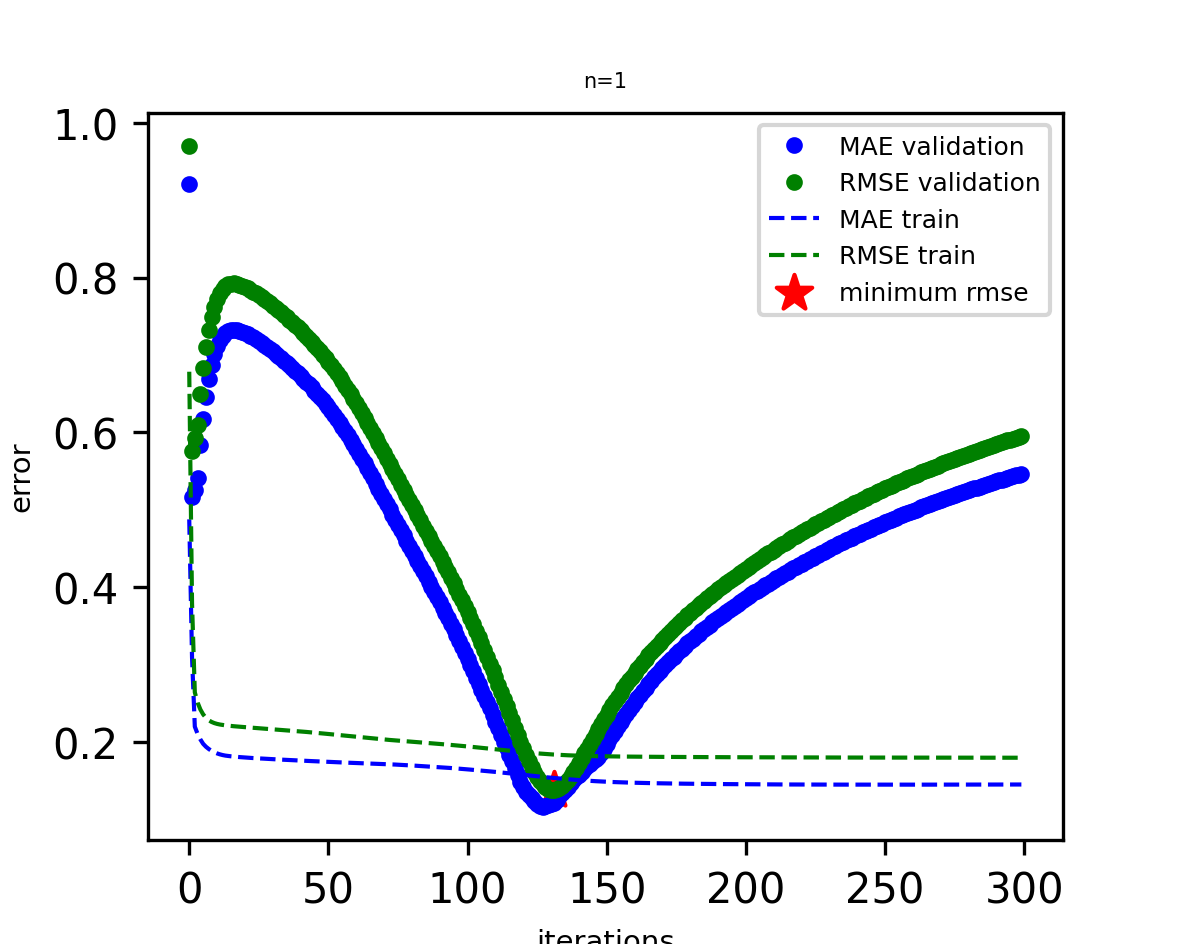 n=1
1.0
0.8
0.6
0.4
0.2
error
MAE validation
RMSE validation
MAE train
RMSE train
minimum rmse
0 50 100 150 200 250 300
iterations